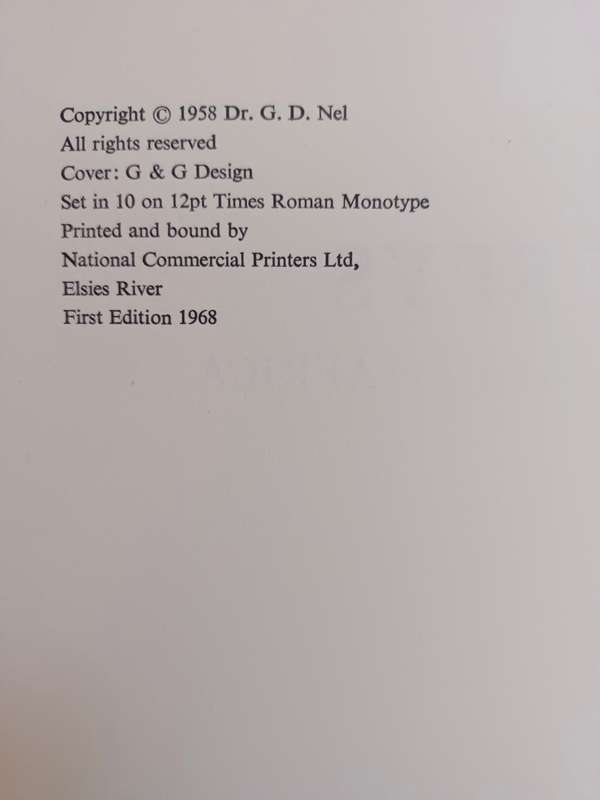 Copyright © 1958 Dr. G. D. Nel
All rights reserved
Cover: G & G Design
Set in 10 on 12pt Times Roman Monotype
Printed and bound by
National Commercial Printers Ltd,
Elsies River
First Edition 1968